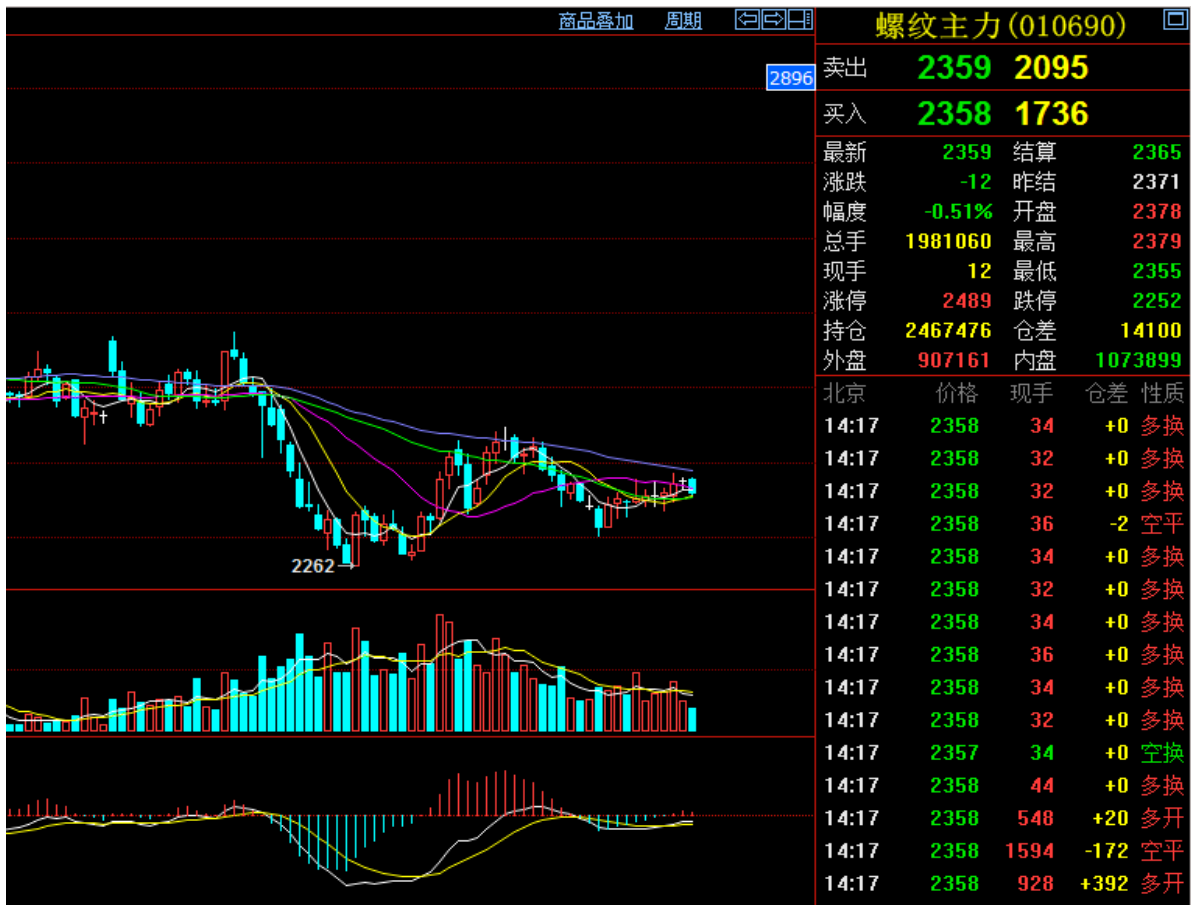 商品叠加 周期
螺纹主力(010690)
2896
卖出 2359 2095
买入 2358 1736
最新 2359 结算 2365
涨跌 -12 昨结 2371
幅度 -0.51% 开盘 2378
总手 1981060 最高 2379
现手 12 最低 2355
涨停 2489 跌停 2252
持仓 2467476 仓差 14100
外盘 907161 内盘 1073899
北京 价格 现手 仓差 性质
14:17 2358 34 +0 多换
14:17 2358 32 +0 多换
14:17 2358 32 +0 多换
14:17 2358 36 -2 空平
14:17 2358 34 +0 多换
14:17 2358 32 +0 多换
14:17 2358 34 +0 多换
14:17 2358 36 +0 多换
14:17 2358 34 +0 多换
14:17 2358 32 +0 多换
14:17 2357 34 +0 空换
14:17 2358 44 +0 多换
14:17 2358 548 +20 多开
14:17 2358 1594 -172 空平
14:17 2358 928 +392 多开
2262